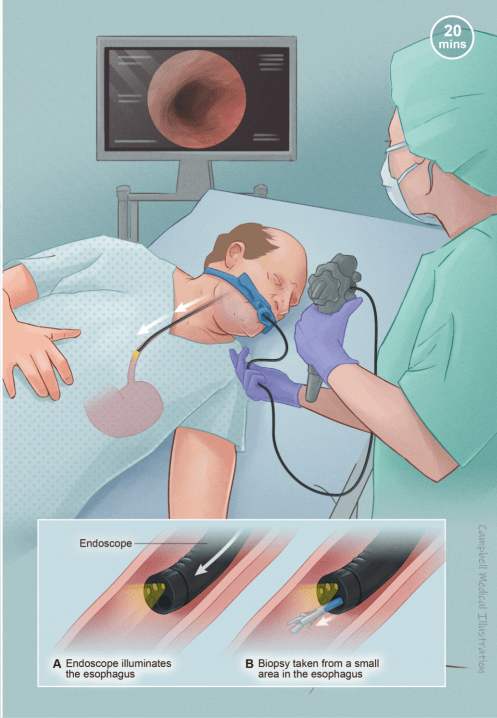 20
mins
Endoscope
A Endoscope illuminates
the esophagus
B Biopsy taken from a small
area in the esophagus
Campbell Medical Illustration